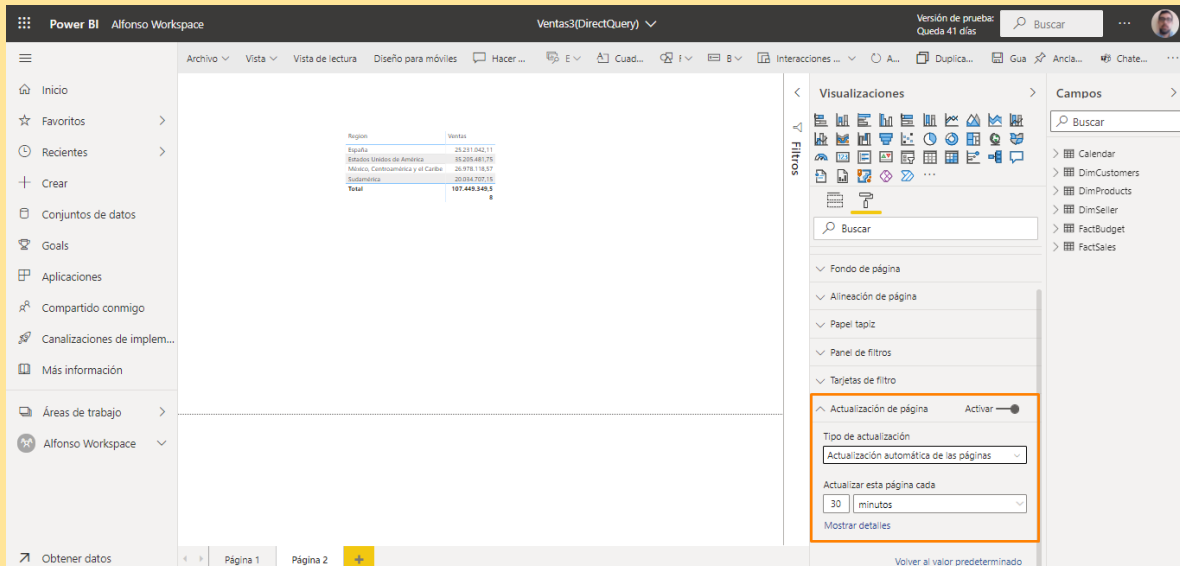 Power BI Alfonso Workspace
Ventas3(DirectQuery)
Versión de prueba:
Queda 41 días
Buscar
Archivo
Vista
Vista de lectura
Diseño para móviles
Hacer ...
E
Cuad...
F
B
Interacciones ...
A...
Duplica...
Gua
Ancla...
Chate...
Inicio
Favoritos
Recientes
Crear
Conjuntos de datos
Goals
Aplicaciones
Compartido conmigo
Canalizaciones de implem...
Más información
Áreas de trabajo
Alfonso Workspace
Obtener datos
Region Ventas
España 25.231.042,11
Estados Unidos de América 35.205.481,75
México, Centroamérica y el Caribe 26.978.118,57
Sudamérica 20.034.707,15
Total 107.449.349,5
8
Página 1
Página 2
Filtros
Visualizaciones
Buscar
Fondo de página
Alineación de página
Papel tapiz
Panel de filtros
Tarjetas de filtro
Actualización de página Activar
Tipo de actualización
Actualización automática de las páginas
Actualizar esta página cada
30 minutos
Mostrar detalles
Volver al valor predeterminado
Campos
Buscar
Calendar
DimCustomers
DimProducts
DimSeller
FactBudget
FactSales